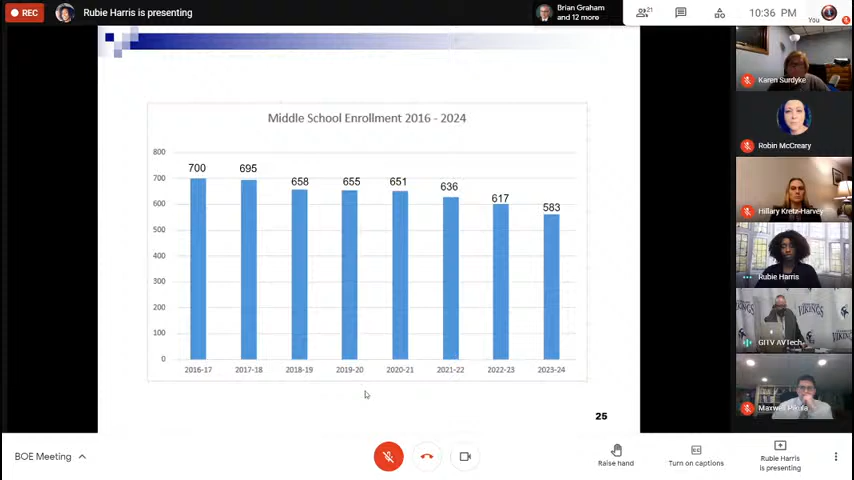 REC
Rubie Harris is presenting
Brian Graham
and 12 more
21
10:36 PM
You
Middle School Enrollment 2016 - 2024
800
700
600
500
400
300
200
100
0
700
695
658
655
651
636
617
583
2016-17
2017-18
2018-19
2019-20
2020-21
2021-22
2022-23
2023-24
25
Karen Surdyke
Robin McCreary
Hillary Kretz-Harvey
Rubie Harris
VIKINGS
GITV AVTech
Maxwell
BOE Meeting
Raise hand
Turn on captions
Rubie Harris
is presenting